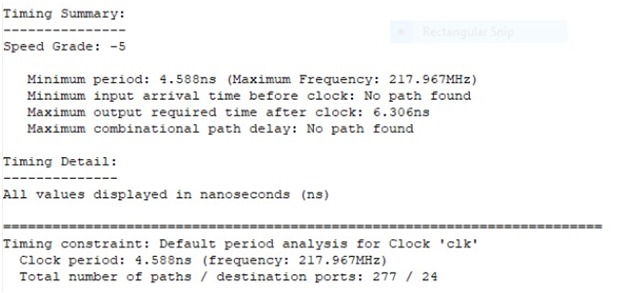 Timing Summary:
---------------
Rectangular Snip
Speed Grade: -5
Minimum period: 4.588ns (Maximum Frequency: 217.967MHz)
Minimum input arrival time before clock: No path found
Maximum output required time after clock: 6.306ns
Maximum combinational path delay: No path found
Timing Detail:
--------------
All values displayed in nanoseconds (ns)
=========================================================================
Timing constraint: Default period analysis for Clock 'clk'
Clock period: 4.588ns (frequency: 217.967MHz)
Total number of paths / destination ports: 277 / 24